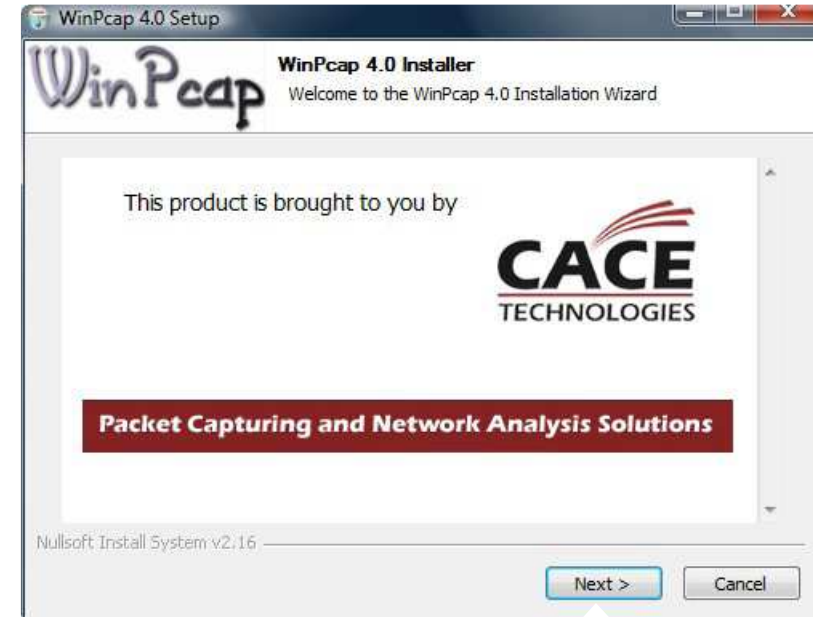 WinPcap 4.0 Setup
WinPcap
WinPcap 4.0 Installer
Welcome to the WinPcap 4.0 Installation Wizard
This product is brought to you by
CACE
TECHNOLOGIES
Packet Capturing and Network Analysis Solutions
Nullsoft Install System v2.16
Next >
Cancel